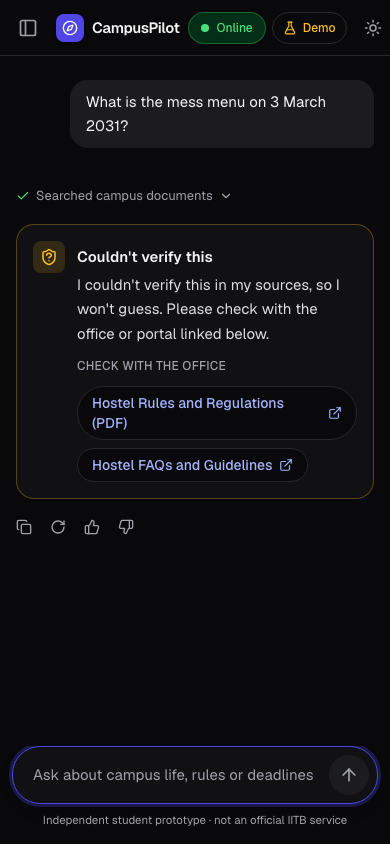 CampusPilot
Online
Demo
What is the mess menu on 3 March
2031?
Searched campus documents
Couldn't verify this
I couldn't verify this in my sources, so I
won't guess. Please check with the
office or portal linked below.
CHECK WITH THE OFFICE
Hostel Rules and Regulations
(PDF)
Hostel FAQs and Guidelines
Ask about campus life, rules or deadlines
Independent student prototype · not an official IITB service